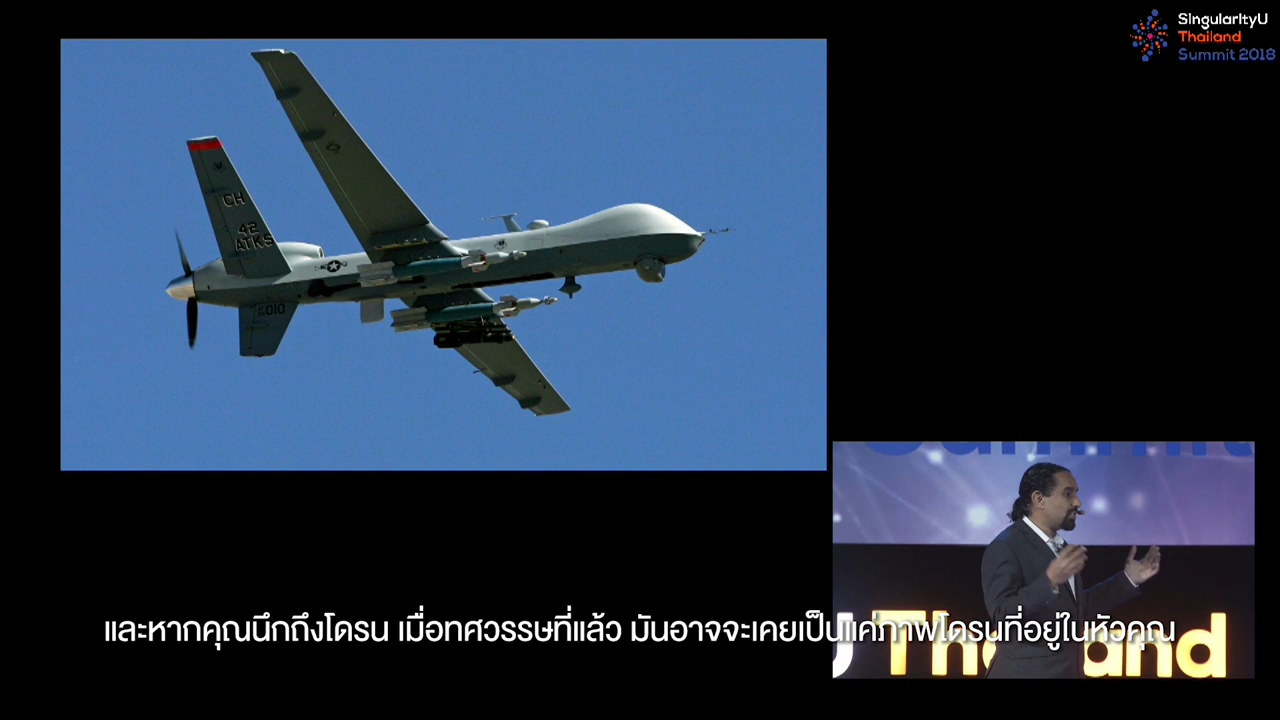 SingularityU
Thailand
Summit 2018
CH
42
ATKS
010
Summit
U Thailand
และหากคุณนึกถึงโดรน เมื่อทศวรรษที่แล้ว มันอาจจะเคยเป็นแค่ภาพโดรนที่อยู่ในหัวคุณ